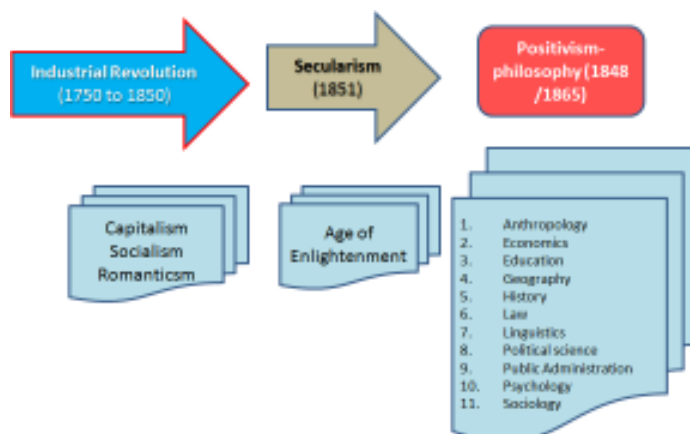 Industrial Revolution
(1750 to 1850)
Secularism
(1851)
Positivism-
philosophy (1848
/1865)
Capitalism
Socialism
Romanticsm
Age of
Enlightenment
1. Anthropology
2. Economics
3. Education
4. Geography
5. History
6. Law
7. Linguistics
8. Political science
9. Public Administration
10. Psychology
11. Sociology